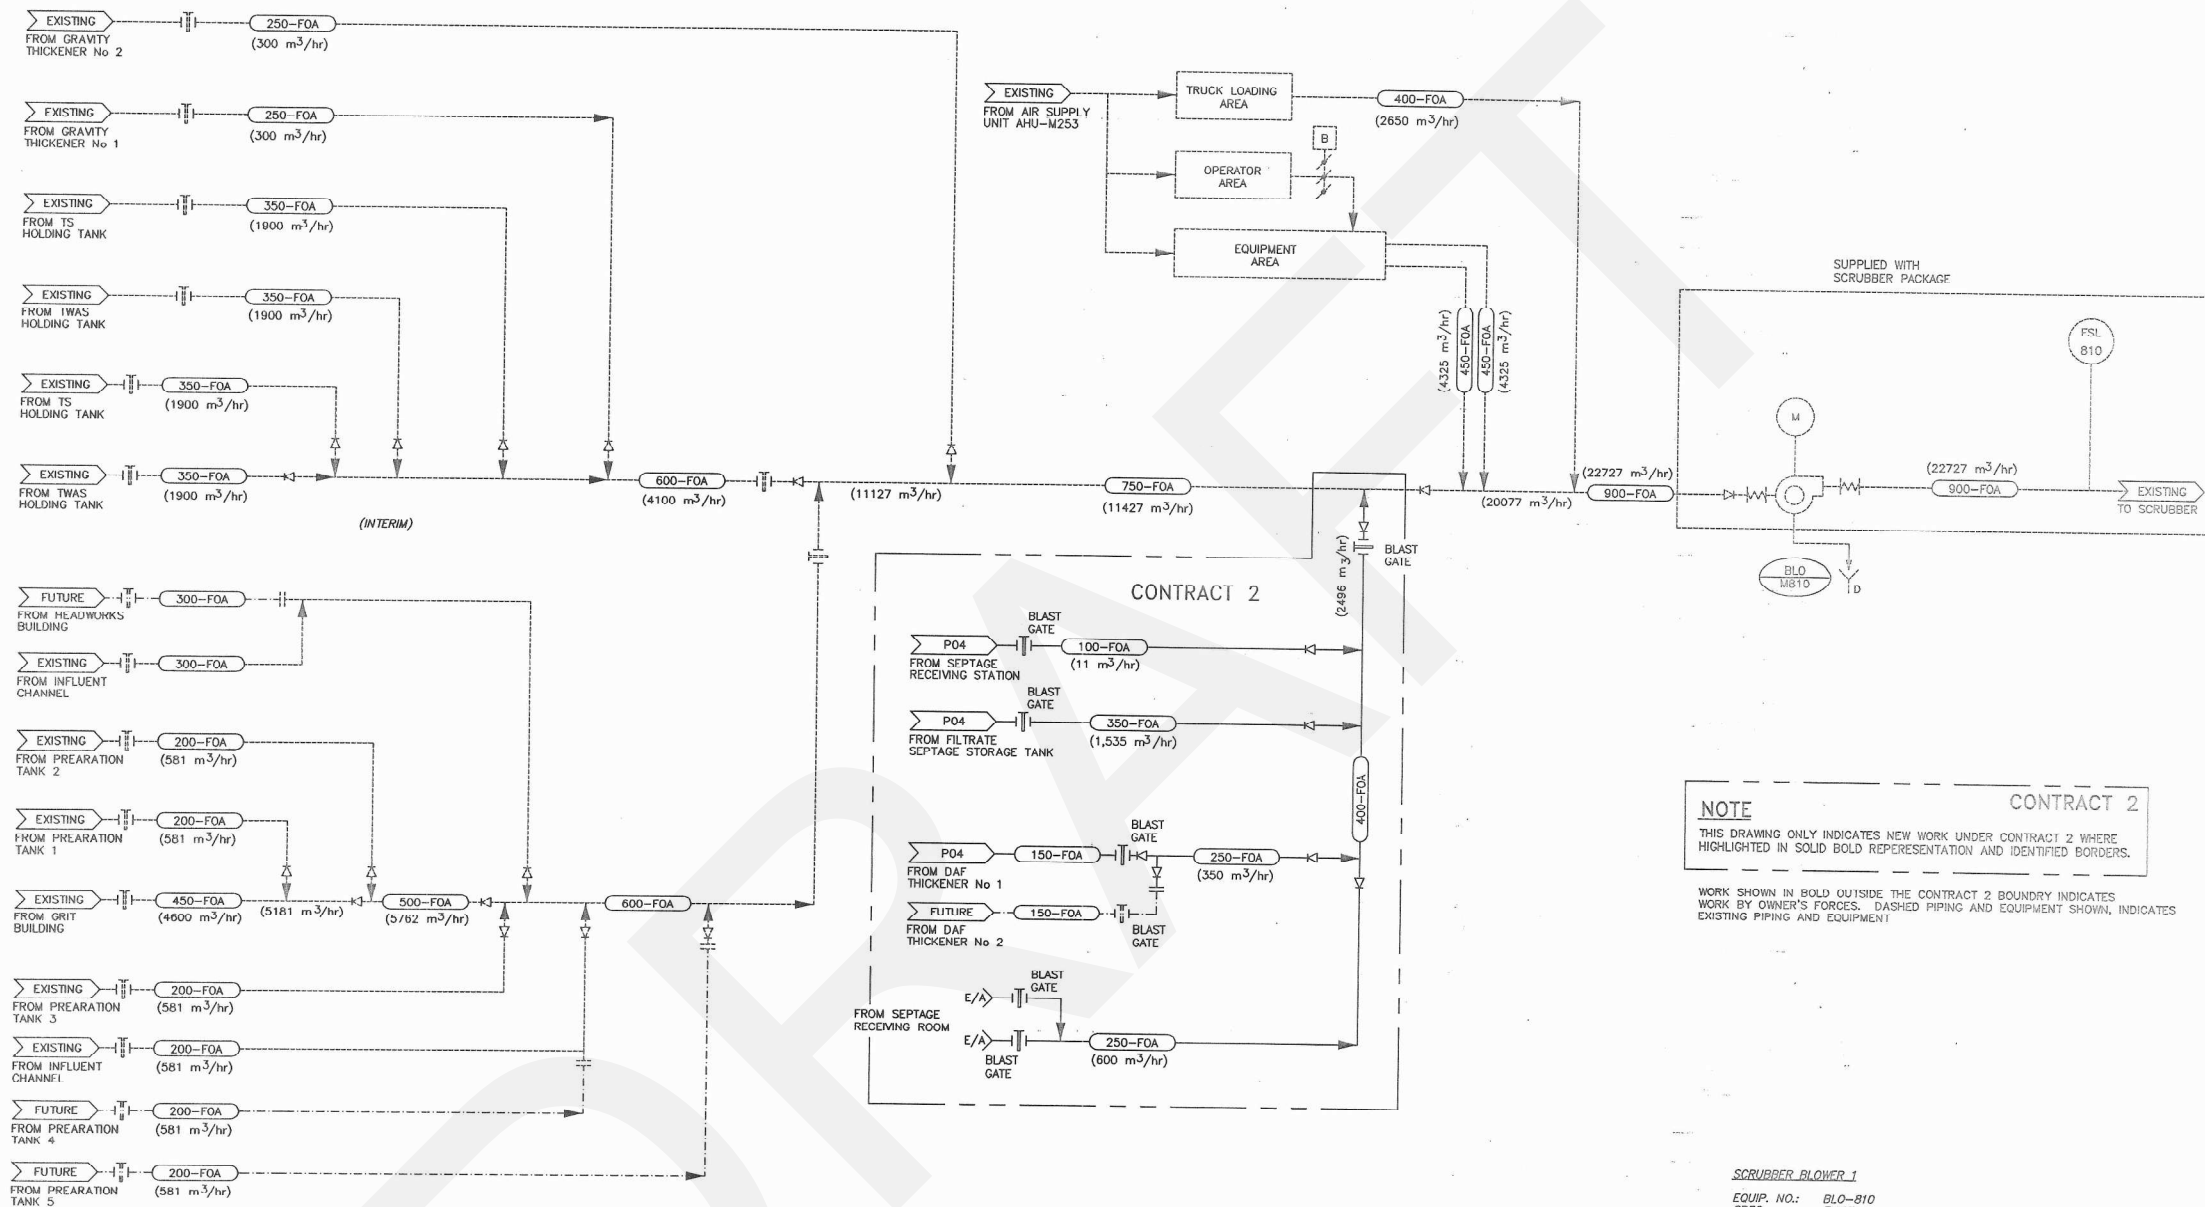 EXISTING
FROM GRAVITY
THICKENER No 2
250-FOA
(300 m3/hr)
EXISTING
FROM GRAVITY
THICKENER No 1
250-FOA
(300 m3/hr)
EXISTING
FROM TS
HOLDING TANK
350-FOA
(1900 m3/hr)
EXISTING
FROM TWAS
HOLDING TANK
350-FOA
(1900 m3/hr)
EXISTING
FROM TS
HOLDING TANK
350-FOA
(1900 m3/hr)
EXISTING
FROM TWAS
HOLDING TANK
350-FOA
(1900 m3/hr)
(INTERIM)
600-FOA
(4100 m3/hr)
(11127 m3/hr)
750-FOA
(11427 m3/hr)
EXISTING
FROM AIR SUPPLY
UNIT AHU-M253
TRUCK LOADING
AREA
400-FOA
(2650 m3/hr)
B
OPERATOR
AREA
EQUIPMENT
AREA
(4325 m3/hr)
450-FOA
450-FOA
(4325 m3/hr)
(20077 m3/hr)
(22727 m3/hr)
900-FOA
SUPPLIED WITH
SCRUBBER PACKAGE
FSL
810
M
(22727 m3/hr)
900-FOA
EXISTING
TO SCRUBBER
BLO
M810
D
FUTURE
FROM HEADWORKS
BUILDING
300-FOA
EXISTING
FROM INFLUENT
CHANNEL
300-FOA
EXISTING
FROM PREARATION
TANK 2
200-FOA
(581 m3/hr)
EXISTING
FROM PREARATION
TANK 1
200-FOA
(581 m3/hr)
EXISTING
FROM GRIT
BUILDING
450-FOA
(4600 m3/hr)
(5181 m3/hr)
500-FOA
(5762 m3/hr)
600-FOA
EXISTING
FROM PREARATION
TANK 3
200-FOA
(581 m3/hr)
EXISTING
FROM INFLUENT
CHANNEL
200-FOA
(581 m3/hr)
FUTURE
FROM PREARATION
TANK 4
200-FOA
(581 m3/hr)
FUTURE
FROM PREARATION
TANK 5
200-FOA
(581 m3/hr)
CONTRACT 2
(2496 m3/hr)
BLAST
GATE
P04
FROM SEPTAGE
RECEIVING STATION
BLAST
GATE
100-FOA
(11 m3/hr)
P04
FROM FILTRATE
SEPTAGE STORAGE TANK
BLAST
GATE
350-FOA
(1,535 m3/hr)
400-FOA
P04
FROM DAF
THICKENER No 1
150-FOA
BLAST
GATE
250-FOA
(350 m3/hr)
FUTURE
FROM DAF
THICKENER No 2
150-FOA
BLAST
GATE
BLAST
GATE
E/A
FROM SEPTAGE
RECEIVING ROOM
E/A
BLAST
GATE
250-FOA
(600 m3/hr)
NOTE
CONTRACT 2
THIS DRAWING ONLY INDICATES NEW WORK UNDER CONTRACT 2 WHERE
HIGHLIGHTED IN SOLID BOLD REPERESENTATION AND IDENTIFIED BORDERS.
WORK SHOWN IN BOLD OUTSIDE THE CONTRACT 2 BOUNDRY INDICATES
WORK BY OWNER'S FORCES. DASHED PIPING AND EQUIPMENT SHOWN, INDICATES
EXISTING PIPING AND EQUIPMENT
SCRUBBER BLOWER 1
EQUIP. NO.: BLO-810
DRAFT